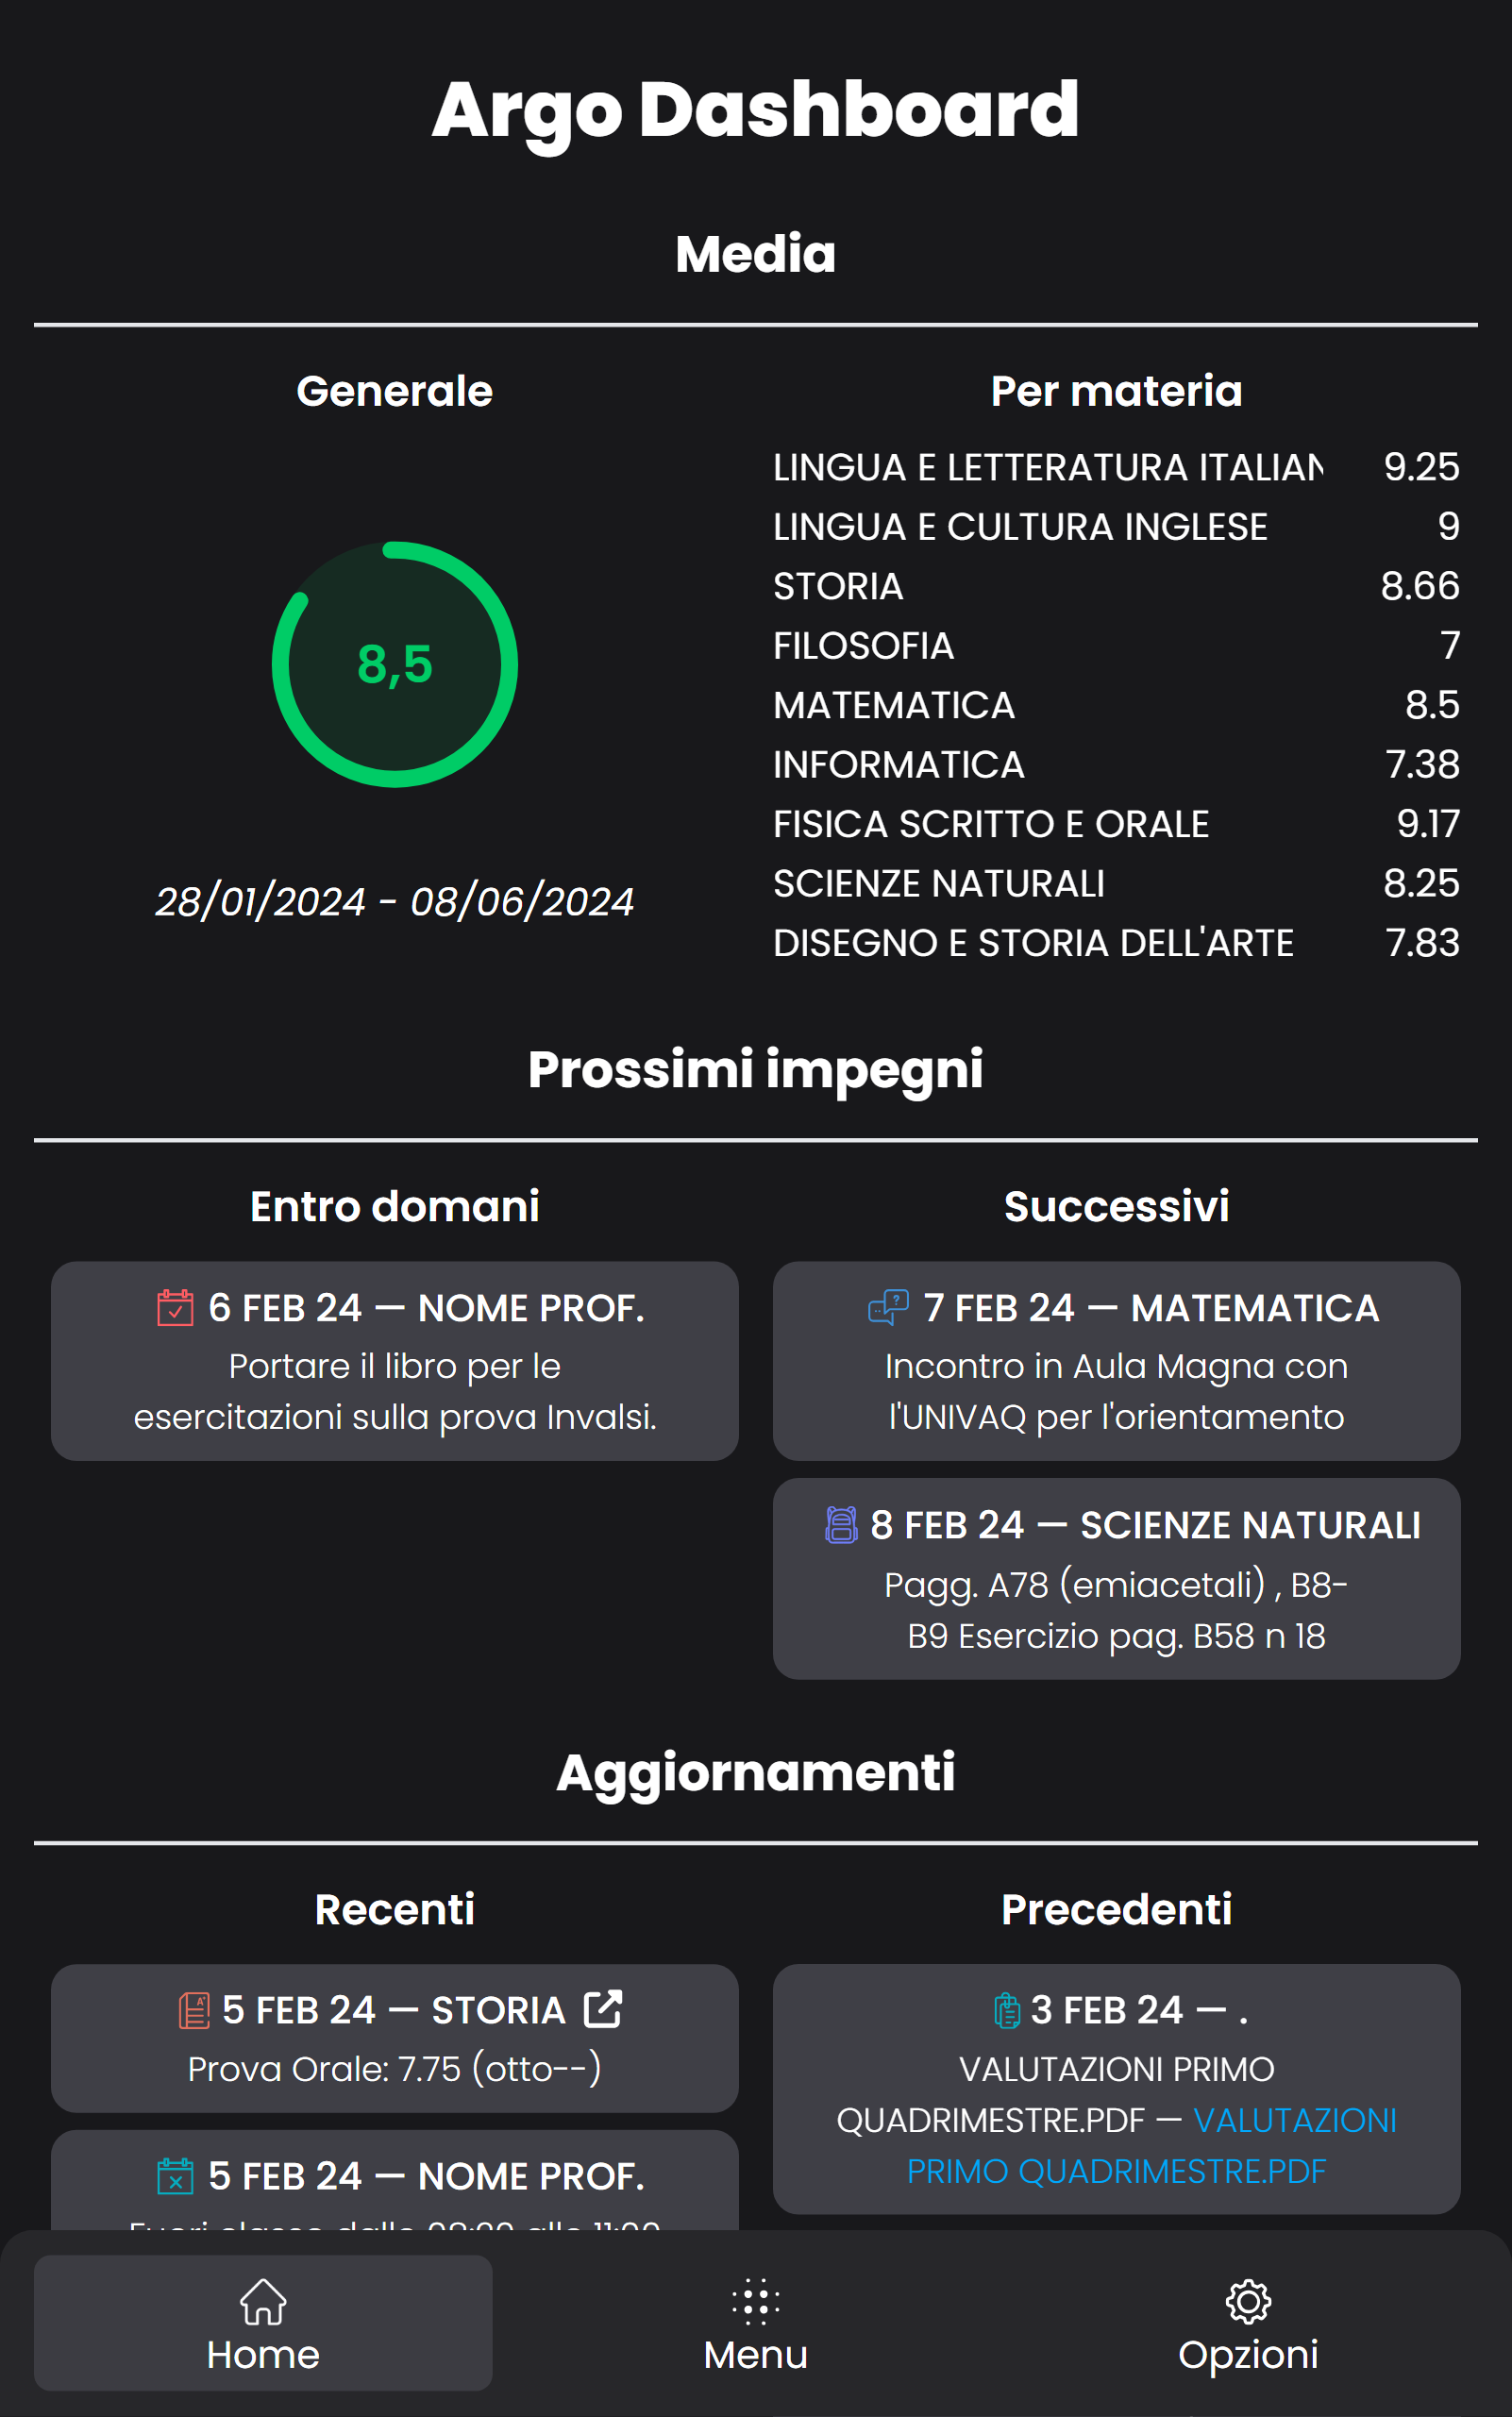 Argo Dashboard
Media
Generale
8,5
28/01/2024 - 08/06/2024
Per materia
LINGUA E LETTERATURA ITALIAN 9.25
LINGUA E CULTURA INGLESE 9
STORIA 8.66
FILOSOFIA 7
MATEMATICA 8.5
INFORMATICA 7.38
FISICA SCRITTO E ORALE 9.17
SCIENZE NATURALI 8.25
DISEGNO E STORIA DELL'ARTE 7.83
Prossimi impegni
Entro domani
6 FEB 24 — NOME PROF.
Portare il libro per le
esercitazioni sulla prova Invalsi.
Successivi
7 FEB 24 — MATEMATICA
Incontro in Aula Magna con
l'UNIVAQ per l'orientamento
8 FEB 24 — SCIENZE NATURALI
Pagg. A78 (emiacetali) , B8-
B9 Esercizio pag. B58 n 18
Aggiornamenti
Recenti
5 FEB 24 — STORIA
Prova Orale: 7.75 (otto--)
5 FEB 24 — NOME PROF.
Fuori classe dalle
Precedenti
3 FEB 24 — .
VALUTAZIONI PRIMO
QUADRIMESTRE.PDF — VALUTAZIONI
PRIMO QUADRIMESTRE.PDF
Home
Menu
Opzioni